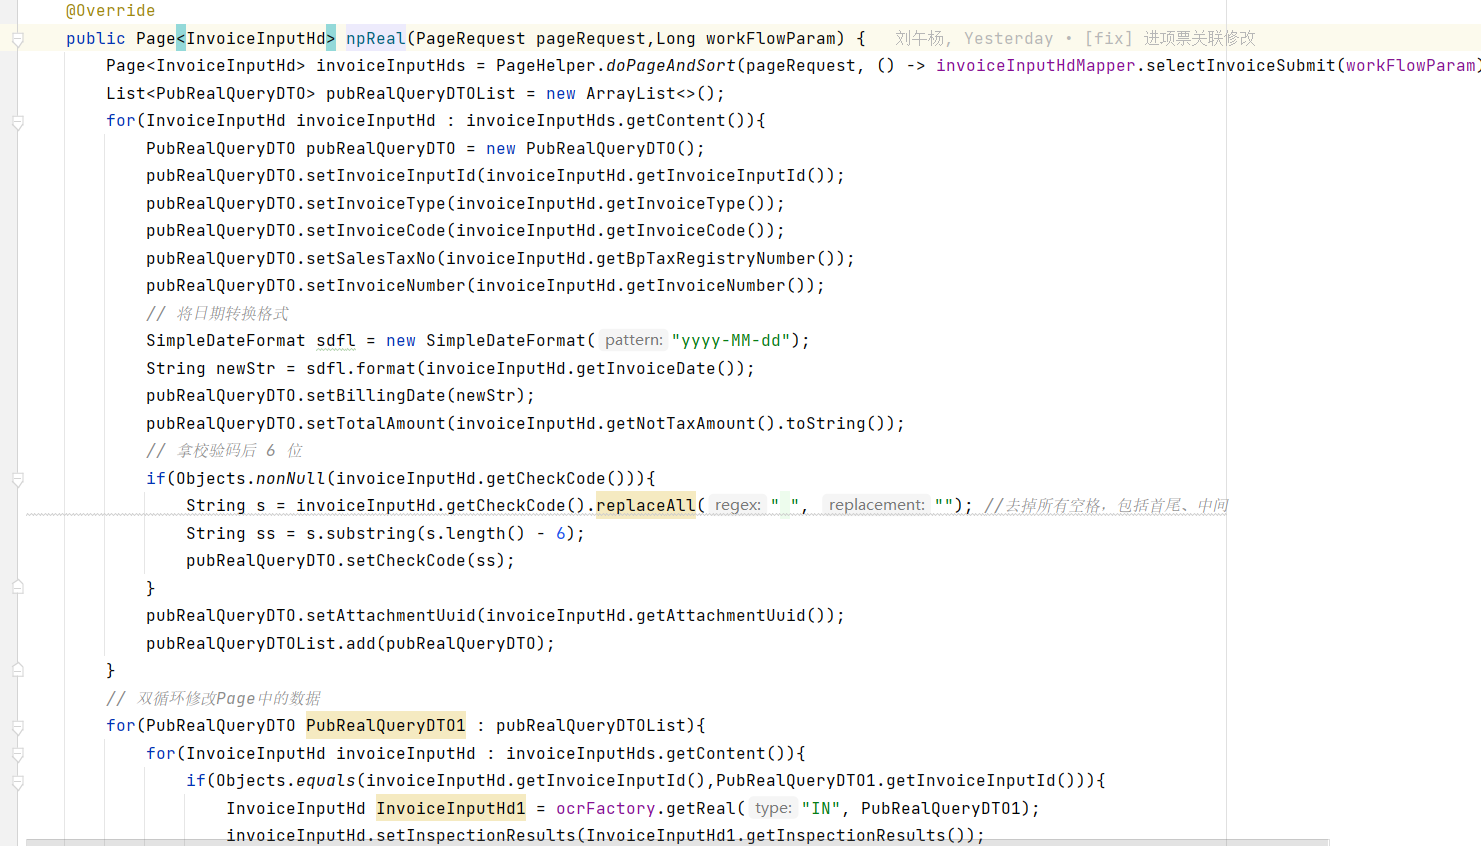 @Override
public Page<InvoiceInputHd> npReal(PageRequest pageRequest,Long workFlowParam) {   刘午杨, Yesterday • [fix] 进项票关联修改
Page<InvoiceInputHd> invoiceInputHds = PageHelper.doPageAndSort(pageRequest, () -> invoiceInputHdMapper.selectInvoiceSubmit(workFlowParam)
List<PubRealQueryDTO> pubRealQueryDTOList = new ArrayList<>();
for(InvoiceInputHd invoiceInputHd : invoiceInputHds.getContent()){
PubRealQueryDTO pubRealQueryDTO = new PubRealQueryDTO();
pubRealQueryDTO.setInvoiceInputId(invoiceInputHd.getInvoiceInputId());
pubRealQueryDTO.setInvoiceType(invoiceInputHd.getInvoiceType());
pubRealQueryDTO.setInvoiceCode(invoiceInputHd.getInvoiceCode());
pubRealQueryDTO.setSalesTaxNo(invoiceInputHd.getBpTaxRegistryNumber());
pubRealQueryDTO.setInvoiceNumber(invoiceInputHd.getInvoiceNumber());
// 将日期转换格式
SimpleDateFormat sdfl = new SimpleDateFormat( pattern: "yyyy-MM-dd");
String newStr = sdfl.format(invoiceInputHd.getInvoiceDate());
pubRealQueryDTO.setBillingDate(newStr);
pubRealQueryDTO.setTotalAmount(invoiceInputHd.getNotTaxAmount().toString());
// 拿校验码后 6 位
if(Objects.nonNull(invoiceInputHd.getCheckCode())){
String s = invoiceInputHd.getCheckCode().replaceAll( regex: " ", replacement: ""); //去掉所有空格，包括首尾、中间
String ss = s.substring(s.length() - 6);
pubRealQueryDTO.setCheckCode(ss);
}
pubRealQueryDTO.setAttachmentUuid(invoiceInputHd.getAttachmentUuid());
pubRealQueryDTOList.add(pubRealQueryDTO);
}
// 双循环修改Page中的数据
for(PubRealQueryDTO PubRealQueryDTO1 : pubRealQueryDTOList){
for(InvoiceInputHd invoiceInputHd : invoiceInputHds.getContent()){
if(Objects.equals(invoiceInputHd.getInvoiceInputId(),PubRealQueryDTO1.getInvoiceInputId())){
InvoiceInputHd InvoiceInputHd1 = ocrFactory.getReal( type: "IN", PubRealQueryDTO1);
invoiceInputHd.setInspectionResults(InvoiceInputHd1.getInspectionResults());